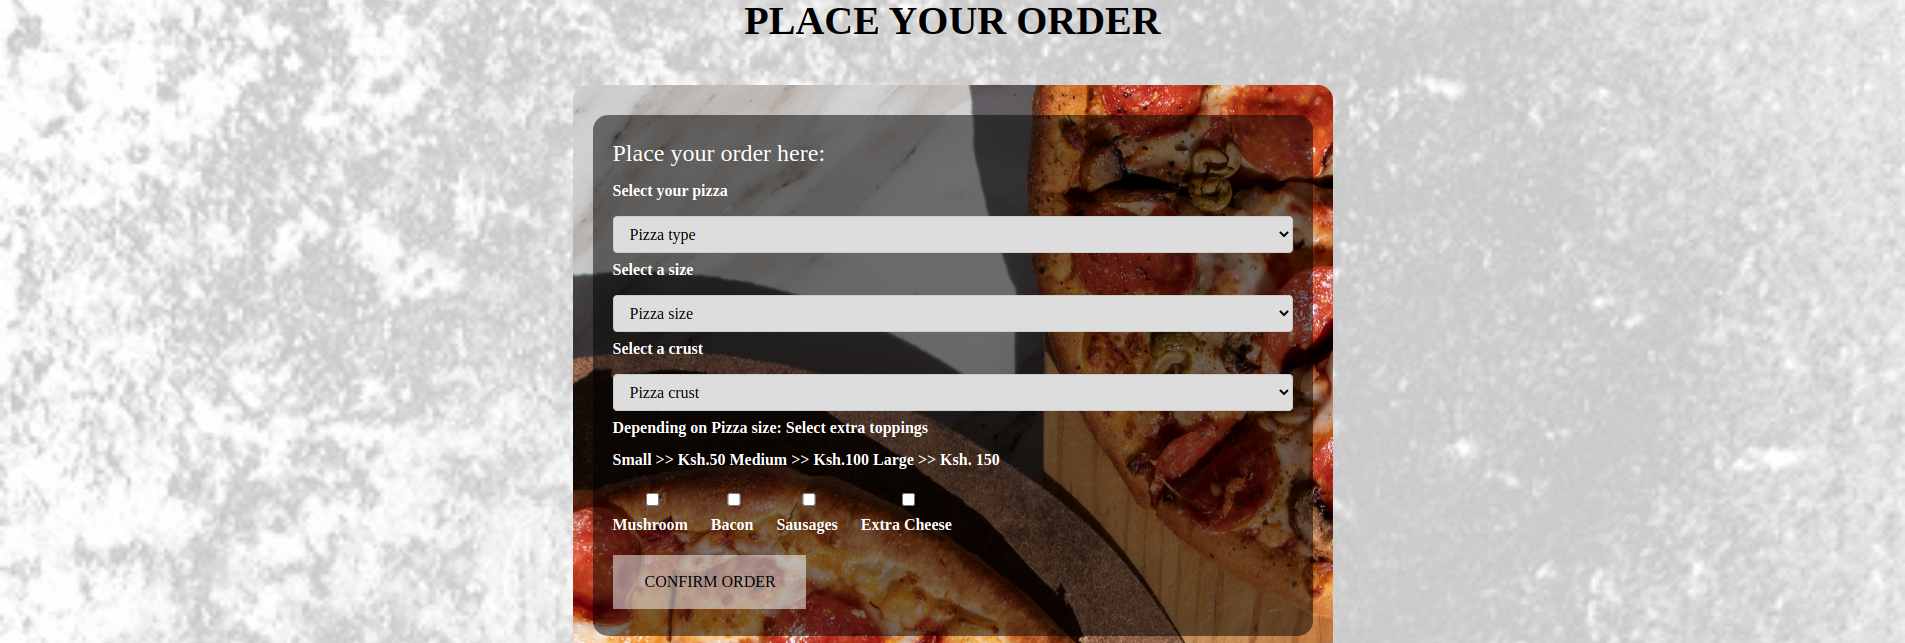 PLACE YOUR ORDER
Place your order here:
Select your pizza
Pizza type
Select a size
Pizza size
Select a crust
Pizza crust
Depending on Pizza size: Select extra toppings
Small >> Ksh.50 Medium >> Ksh.100 Large >> Ksh. 150
Mushroom Bacon Sausages Extra Cheese
CONFIRM ORDER